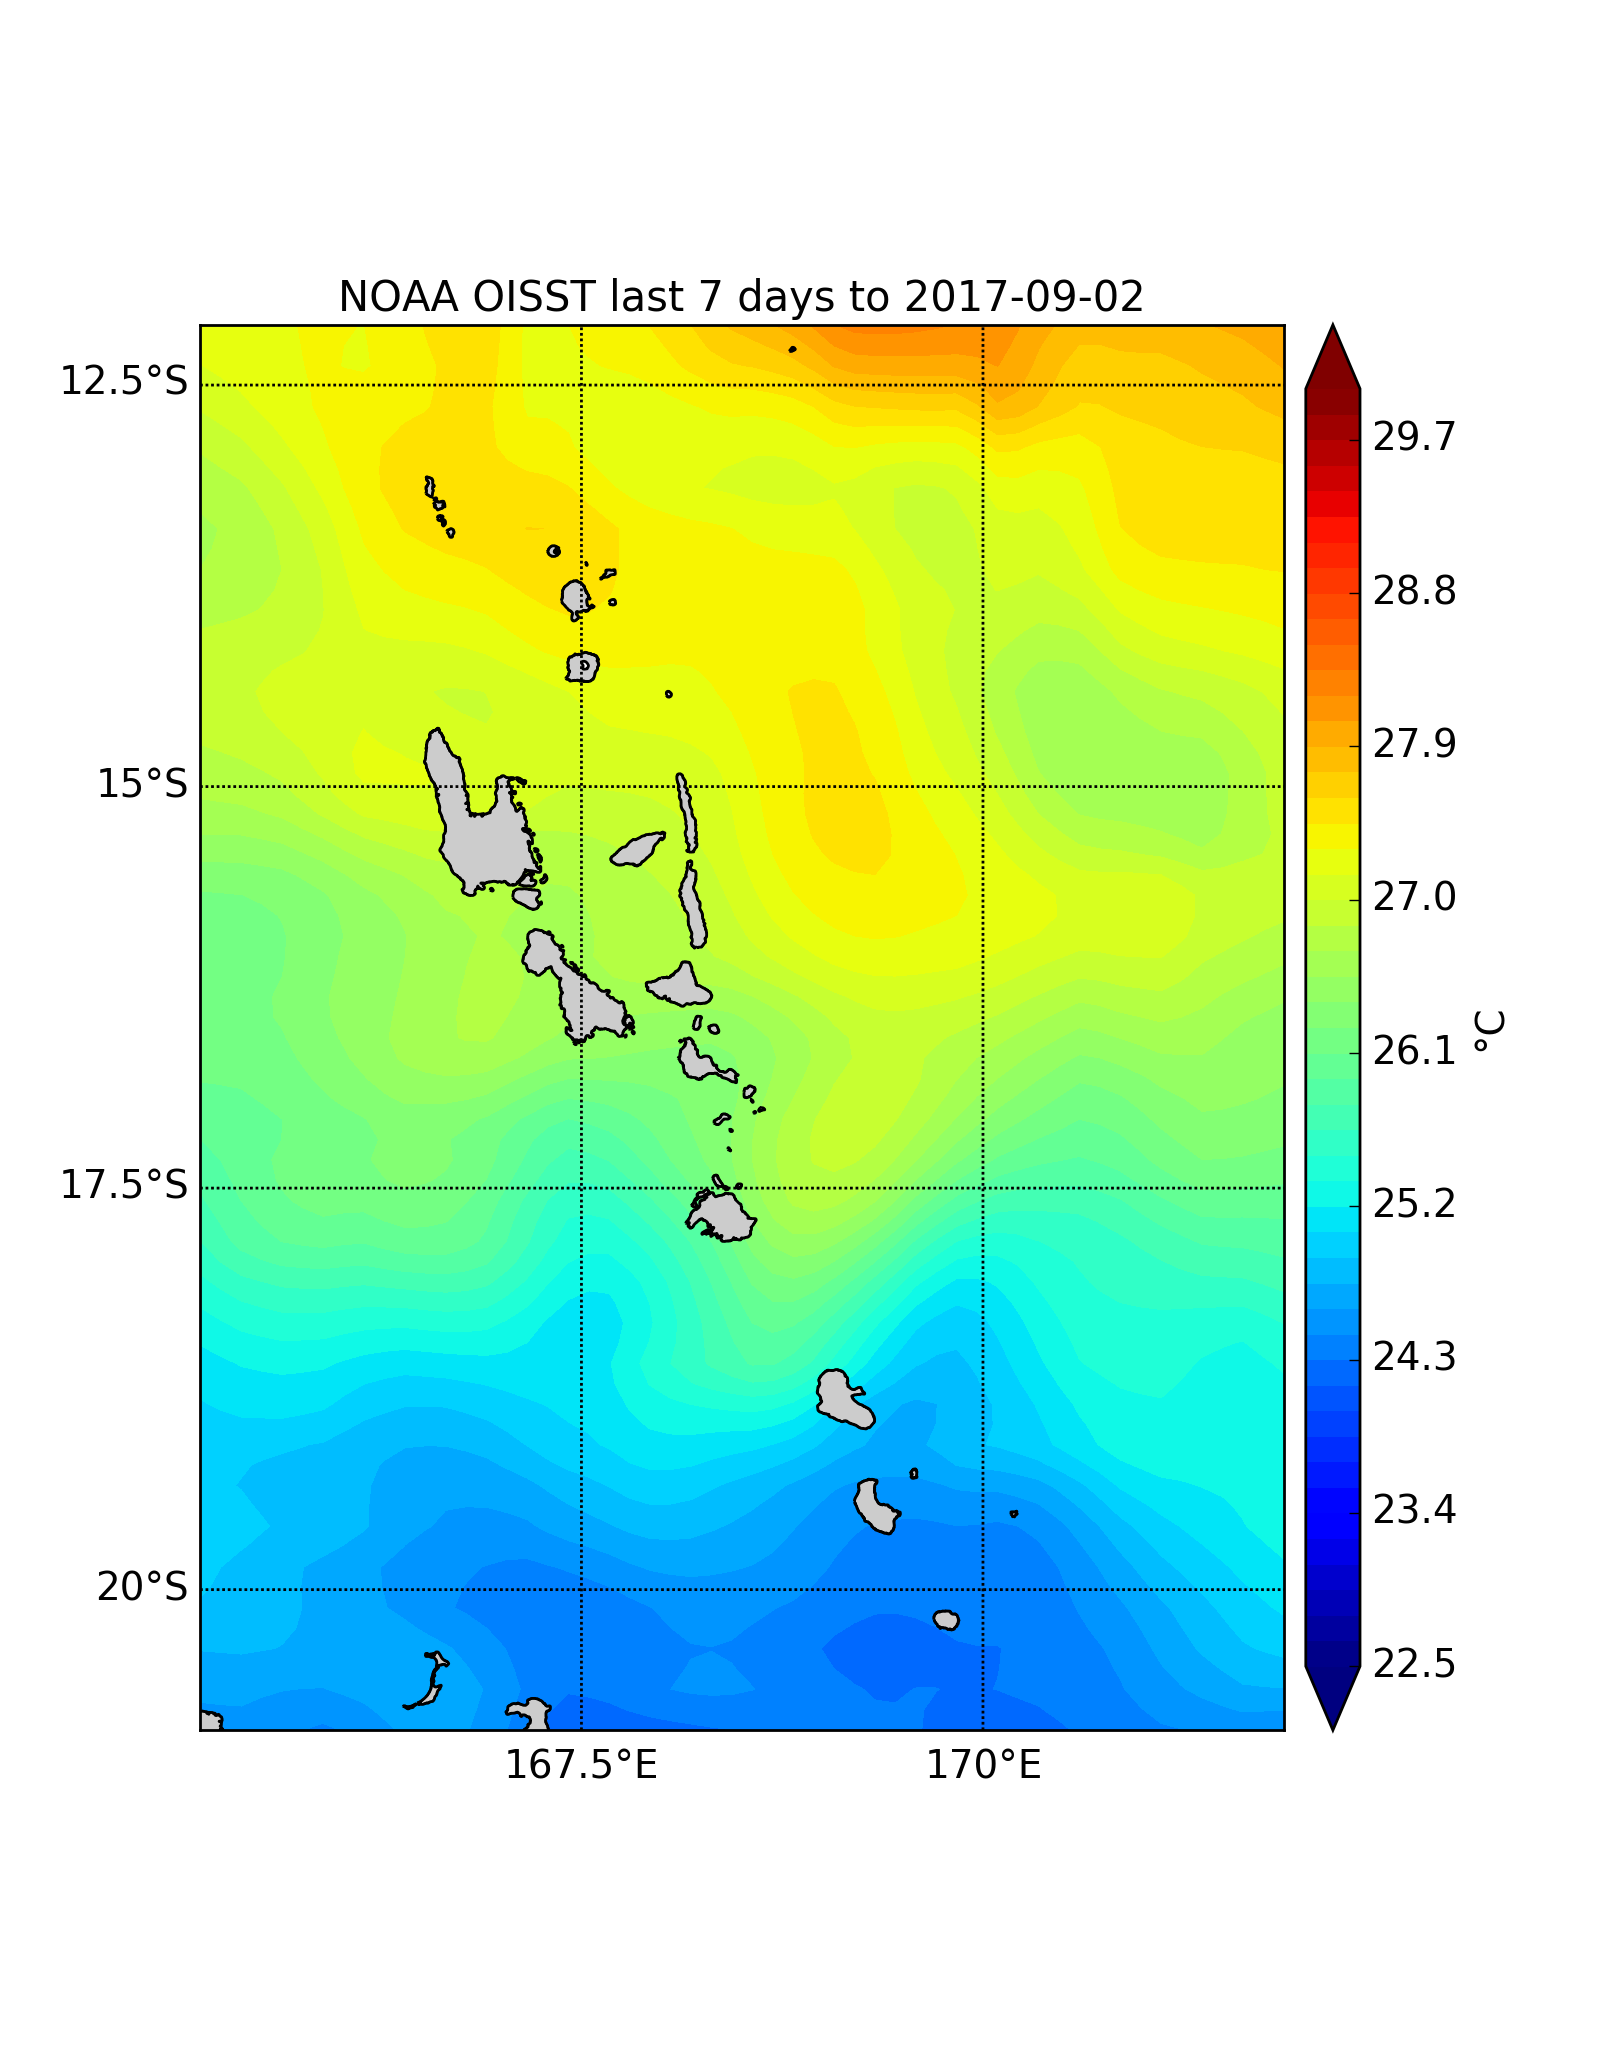 NOAA OISST last 7 days to 2017-09-02
12.5°S
15°S
17.5°S
20°S
167.5°E
170°E
29.7
28.8
27.9
27.0
26.1
25.2
24.3
23.4
22.5
°C